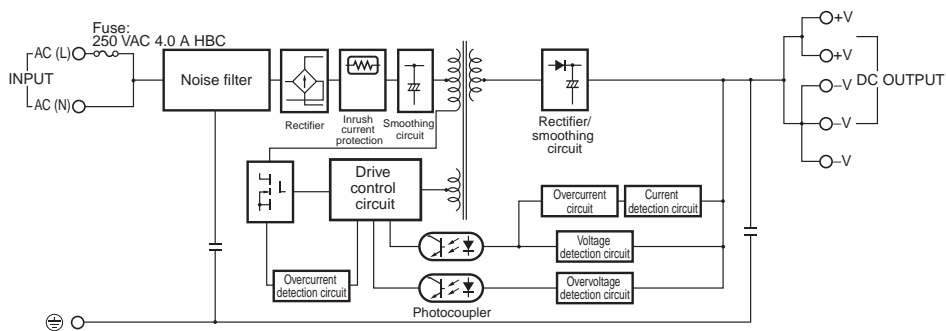 Fuse:
250 VAC 4.0 A HBC
AC (L)
INPUT
AC (N)
Noise filter
Rectifier
Inrush
current
protection
Smoothing
circuit
Rectifier/
smoothing
circuit
+V
+V
DC OUTPUT
–V
–V
–V
Drive
control
circuit
Overcurrent
circuit
Current
detection circuit
Voltage
detection circuit
Overcurrent
detection circuit
Overvoltage
detection circuit
Photocoupler